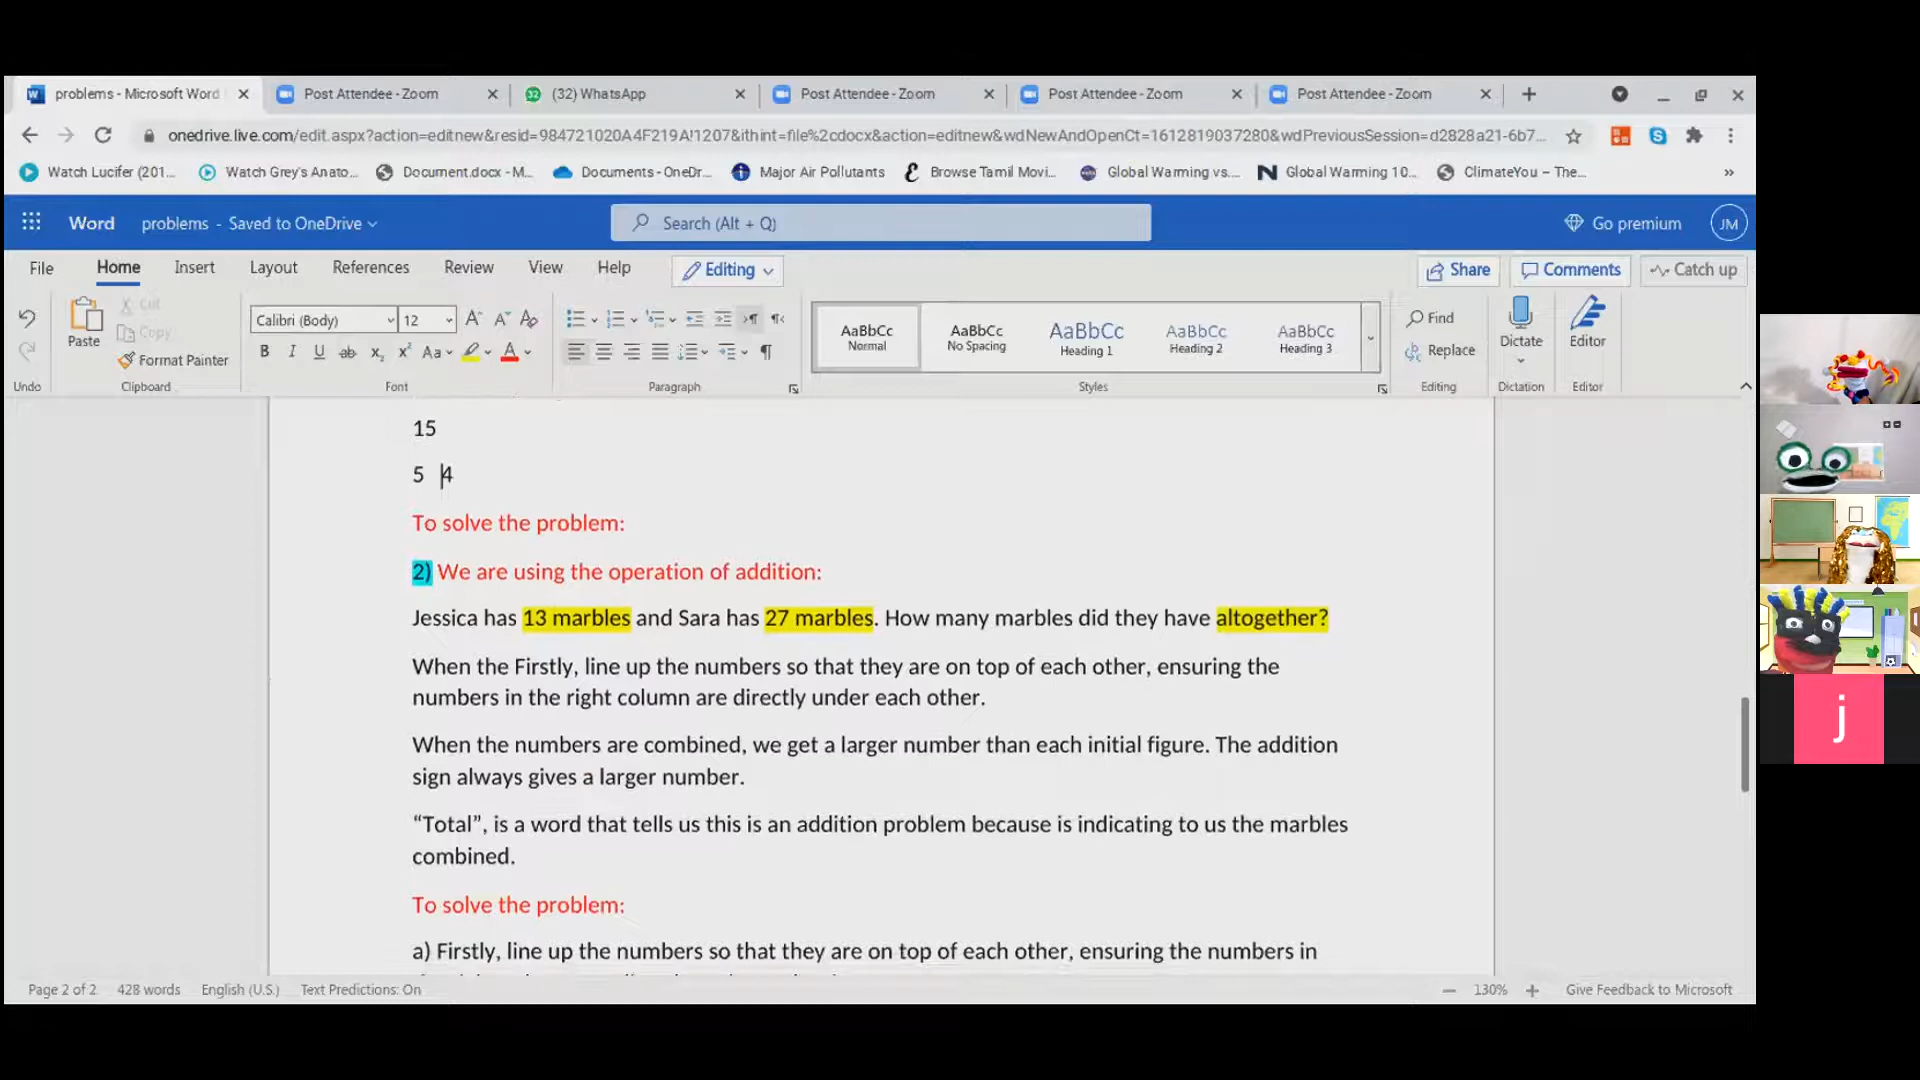 problems - Microsoft Word
Post Attendee - Zoom
(32) WhatsApp
Post Attendee - Zoom
Post Attendee - Zoom
Post Attendee - Zoom
onedrive.live.com/edit.aspx?action=editnew&resid=984721020A4F219A!1207&ithint=file%2cdocx&action=editnew&wdNewAndOpenCt=1612819037280&wdPreviousSession=d2828a21-6b7...
Watch Lucifer (201...
Watch Grey's Anato...
Document.docx - M...
Documents - OneDr...
Major Air Pollutants
Browse Tamil Movi...
Global Warming vs....
Global Warming 10...
ClimateYou – The...
Word
problems - Saved to OneDrive
Search (Alt + Q)
Go premium
JM
File
Home
Insert
Layout
References
Review
View
Help
Editing
Share
Comments
Catch up
Undo
Paste
Cut
Copy
Format Painter
Clipboard
Calibri (Body)
12
Font
Paragraph
AaBbCc
Normal
AaBbCc
No Spacing
AaBbCc
Heading 1
AaBbCc
Heading 2
AaBbCc
Heading 3
Styles
Find
Replace
Editing
Dictate
Dictation
Editor
Editor
15
5 4
To solve the problem:
2) We are using the operation of addition:
Jessica has 13 marbles and Sara has 27 marbles. How many marbles did they have altogether?
When the Firstly, line up the numbers so that they are on top of each other, ensuring the
numbers in the right column are directly under each other.
When the numbers are combined, we get a larger number than each initial figure. The addition
sign always gives a larger number.
“Total”, is a word that tells us this is an addition problem because is indicating to us the marbles
combined.
To solve the problem:
a) Firstly, line up the numbers so that they are on top of each other, ensuring the numbers in
Page 2 of 2
428 words
English (U.S.)
Text Predictions: On
130%
Give Feedback to Microsoft
j